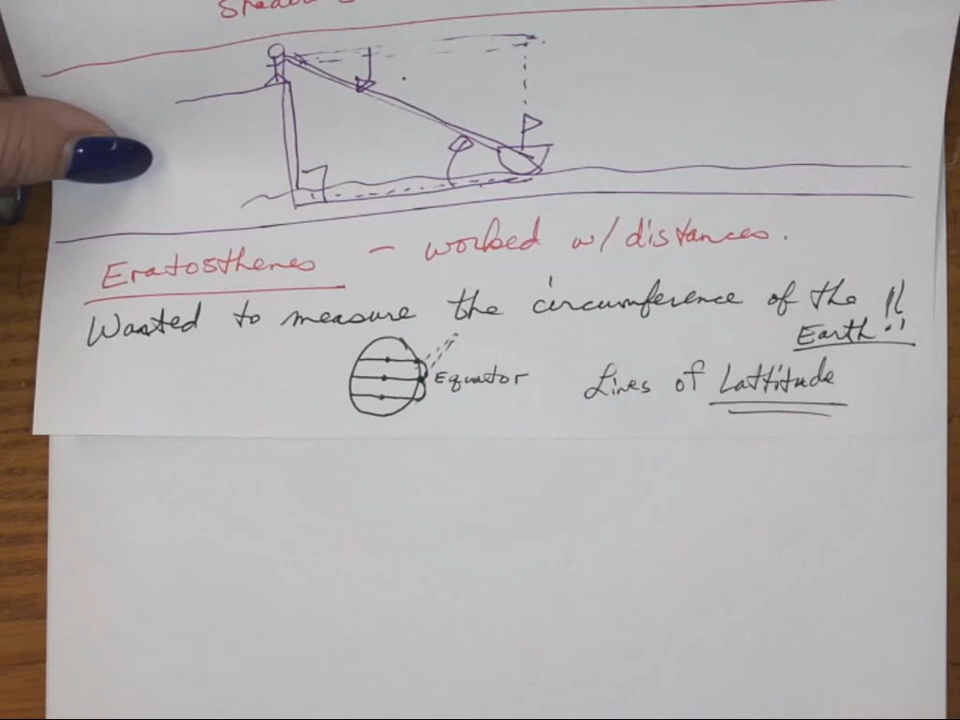 Eratosthenes - worked w/ distances.
Wanted to measure the circumference of the
Earth!!
Equator Lines of Lattitude